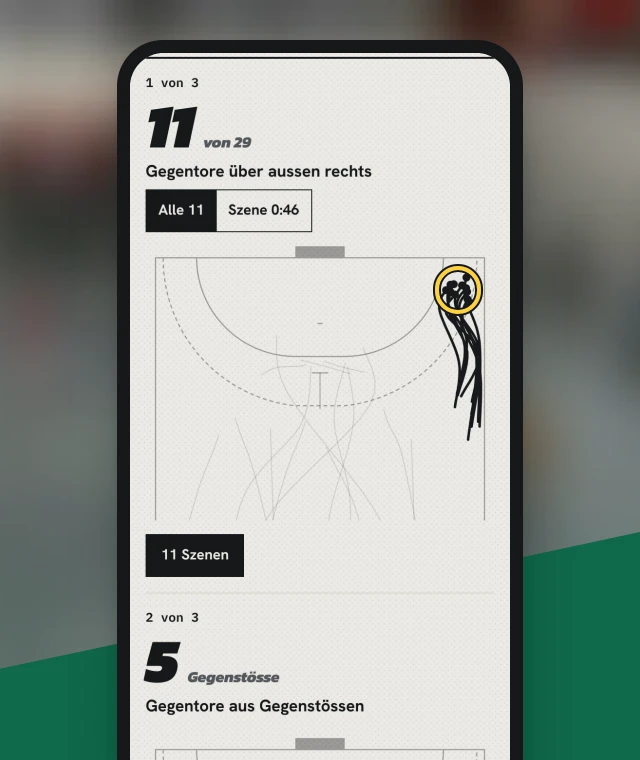 1 von 3
11 von 29
Gegentore über aussen rechts
Alle 11 Szene 0:46
11 Szenen
2 von 3
5 Gegenstösse
Gegentore aus Gegenstössen